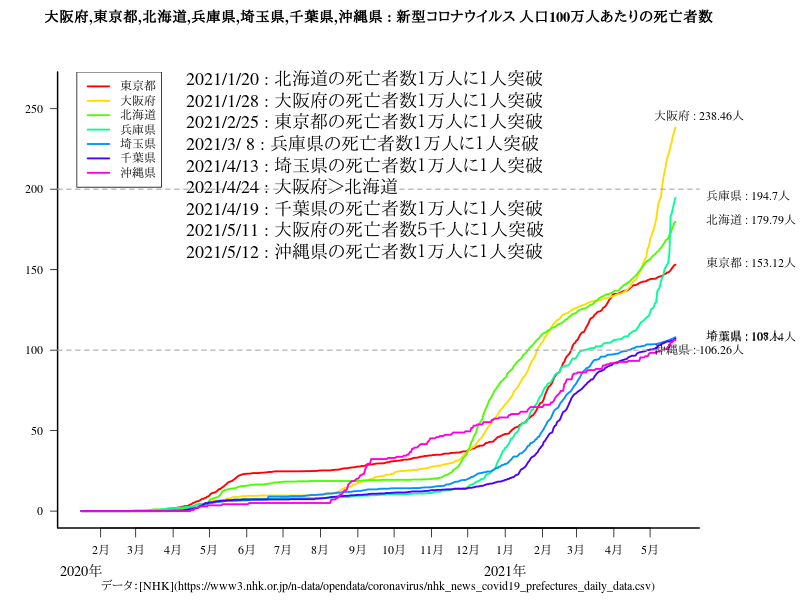 大阪府,東京都,北海道,兵庫県,埼玉県,千葉県,沖縄県 : 新型コロナウイルス 人口100万人あたりの死亡者数
東京都
大阪府
北海道
兵庫県
埼玉県
千葉県
沖縄県
2021/1/20 : 北海道の死亡者数1万人に1人突破
2021/1/28 : 大阪府の死亡者数1万人に1人突破
2021/2/25 : 東京都の死亡者数1万人に1人突破
2021/3/ 8 : 兵庫県の死亡者数1万人に1人突破
2021/4/13 : 埼玉県の死亡者数1万人に1人突破
2021/4/24 : 大阪府＞北海道
2021/4/19 : 千葉県の死亡者数1万人に1人突破
2021/5/11 : 大阪府の死亡者数5千人に1人突破
2021/5/12 : 沖縄県の死亡者数1万人に1人突破
大阪府 : 238.46人
兵庫県 : 194.7人
北海道 : 179.79人
東京都 : 153.12人
沖縄県 : 106.26人
250
200
150
100
50
0
2月 3月 4月 5月 6月 7月 8月 9月 10月 11月 12月 1月 2月 3月 4月 5月
2020年 2021年
データ：[NHK](https://www3.nhk.or.jp/n-data/opendata/coronavirus/nhk_news_covid19_prefectures_daily_data.csv)